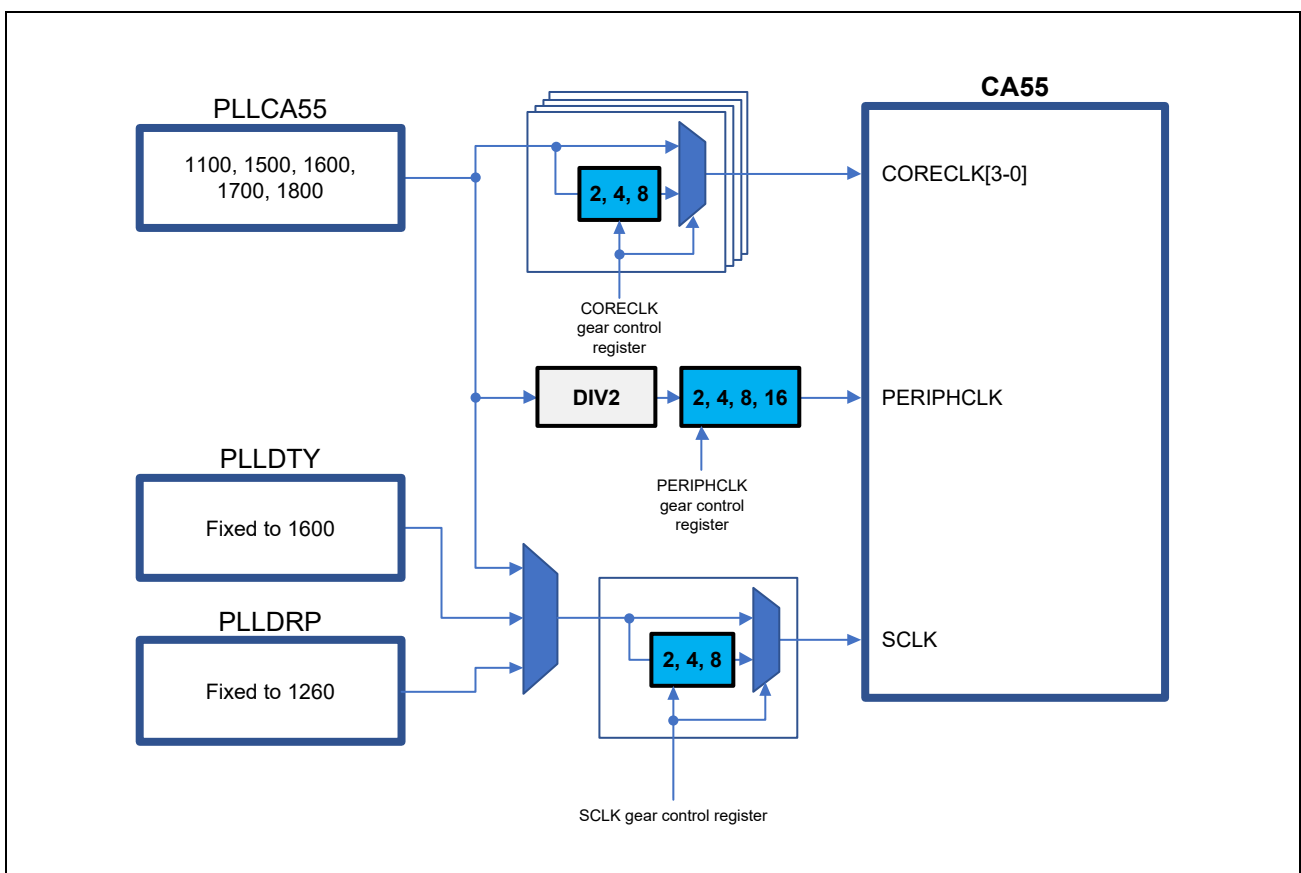 CA55
PLLCA55
1100, 1500, 1600,
1700, 1800
2, 4, 8
CORECLK[3-0]
CORECLK
gear control
register
DIV2
2, 4, 8, 16
PERIPHCLK
PERIPHCLK
gear control
register
PLLDTY
Fixed to 1600
PLLDRP
Fixed to 1260
2, 4, 8
SCLK
SCLK gear control register